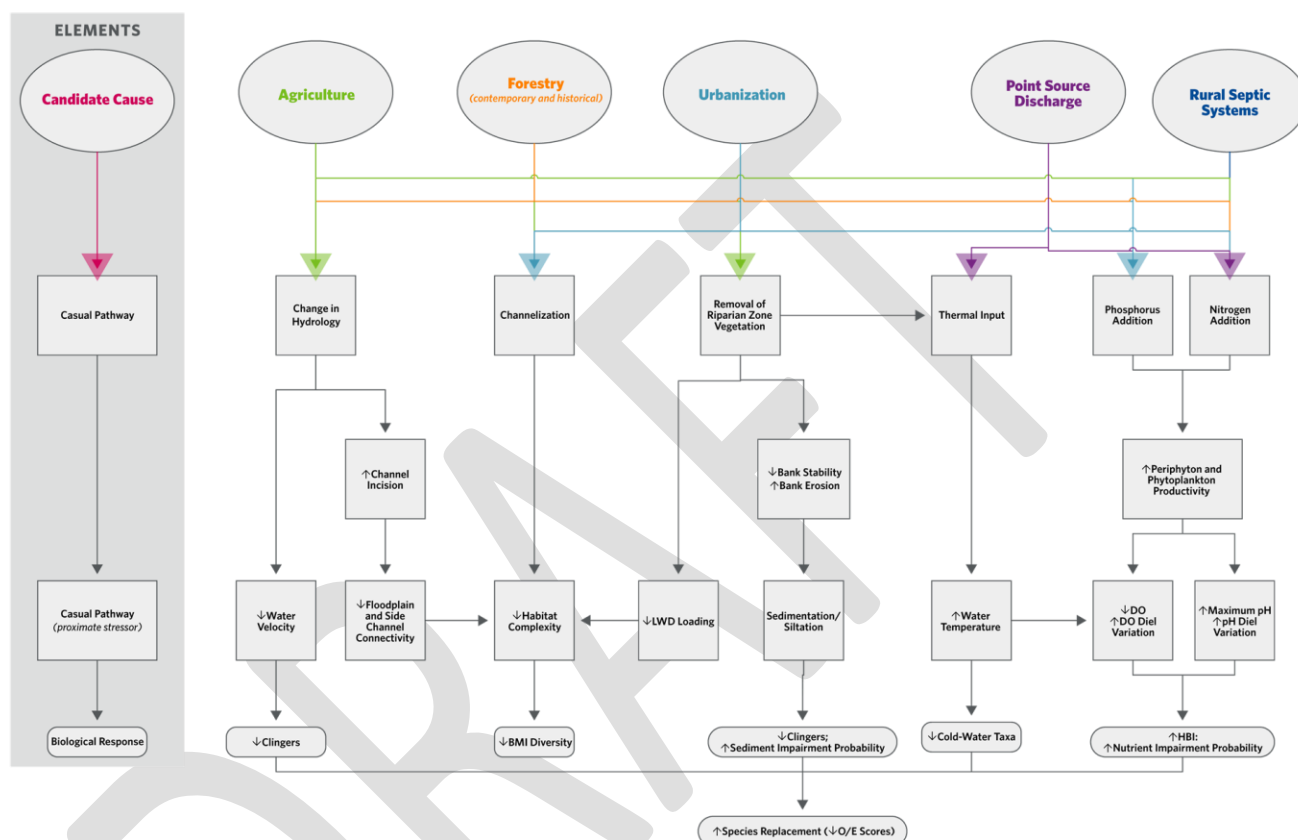 ELEMENTS
Candidate Cause
Agriculture
Forestry
(contemporary and historical)
Urbanization
Point Source
Discharge
Rural Septic
Systems
Casual Pathway
Change in
Hydrology
Channelization
Removal of
Riparian Zone
Vegetation
Thermal Input
Phosphorus
Addition
Nitrogen
Addition
↑Channel
Incision
↓Bank Stability
↑Bank Erosion
↑Periphyton and
Phytoplankton
Productivity
Casual Pathway
(proximate stressor)
↓Water
Velocity
↓Floodplain
and Side
Channel
Connectivity
↓Habitat
Complexity
↓LWD Loading
Sedimentation/
Siltation
↑Water
Temperature
↓DO
↑DO Diel
Variation
↑Maximum pH
↑pH Diel
Variation
Biological Response
↓Clingers
↓BMI Diversity
↓Clingers;
↑Sediment Impairment Probability
↓Cold-Water Taxa
↑HBI:
↑Nutrient Impairment Probability
↑Species Replacement (↓O/E Scores)
DRAFT